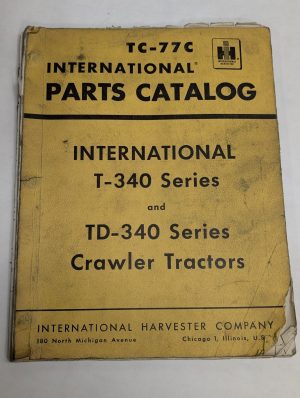 TC-77C
INTERNATIONAL®
PARTS CATALOG
INTERNATIONAL
T-340 Series
and
TD-340 Series
Crawler Tractors
INTERNATIONAL HARVESTER COMPANY
180 North Michigan Avenue Chicago 1, Illinois, U.S.